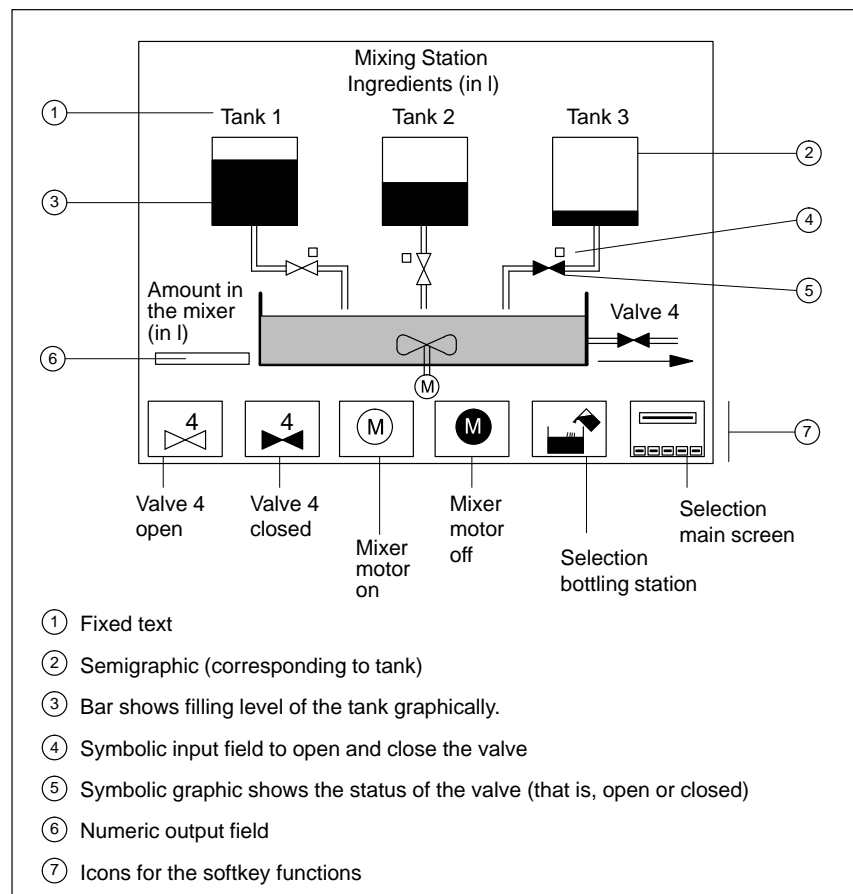 Mixing Station
Ingredients (in l)
1 Tank 1 Tank 2 Tank 3
2
3
4
5
Amount in
the mixer
(in l)
Valve 4
6
M
4 4 M M
7
Valve 4
open
Valve 4
closed
Mixer
motor
on
Mixer
motor
off
Selection
bottling station
Selection
main screen
1 Fixed text
2 Semigraphic (corresponding to tank)
3 Bar shows filling level of the tank graphically.
4 Symbolic input field to open and close the valve
5 Symbolic graphic shows the status of the valve (that is, open or closed)
6 Numeric output field
7 Icons for the softkey functions